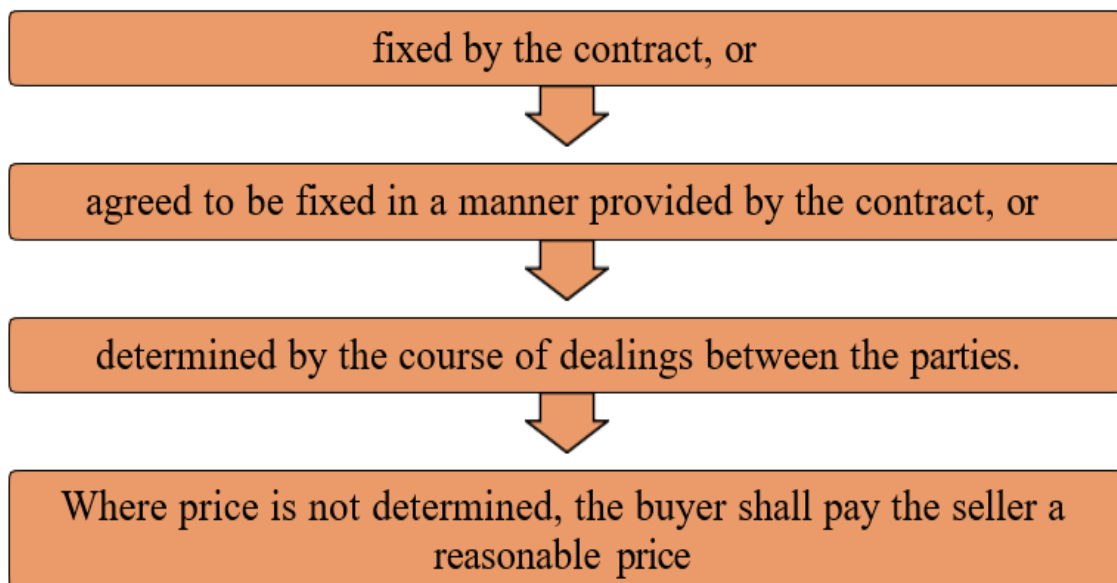 fixed by the contract, or
agreed to be fixed in a manner provided by the contract, or
determined by the course of dealings between the parties.
Where price is not determined, the buyer shall pay the seller a
reasonable price